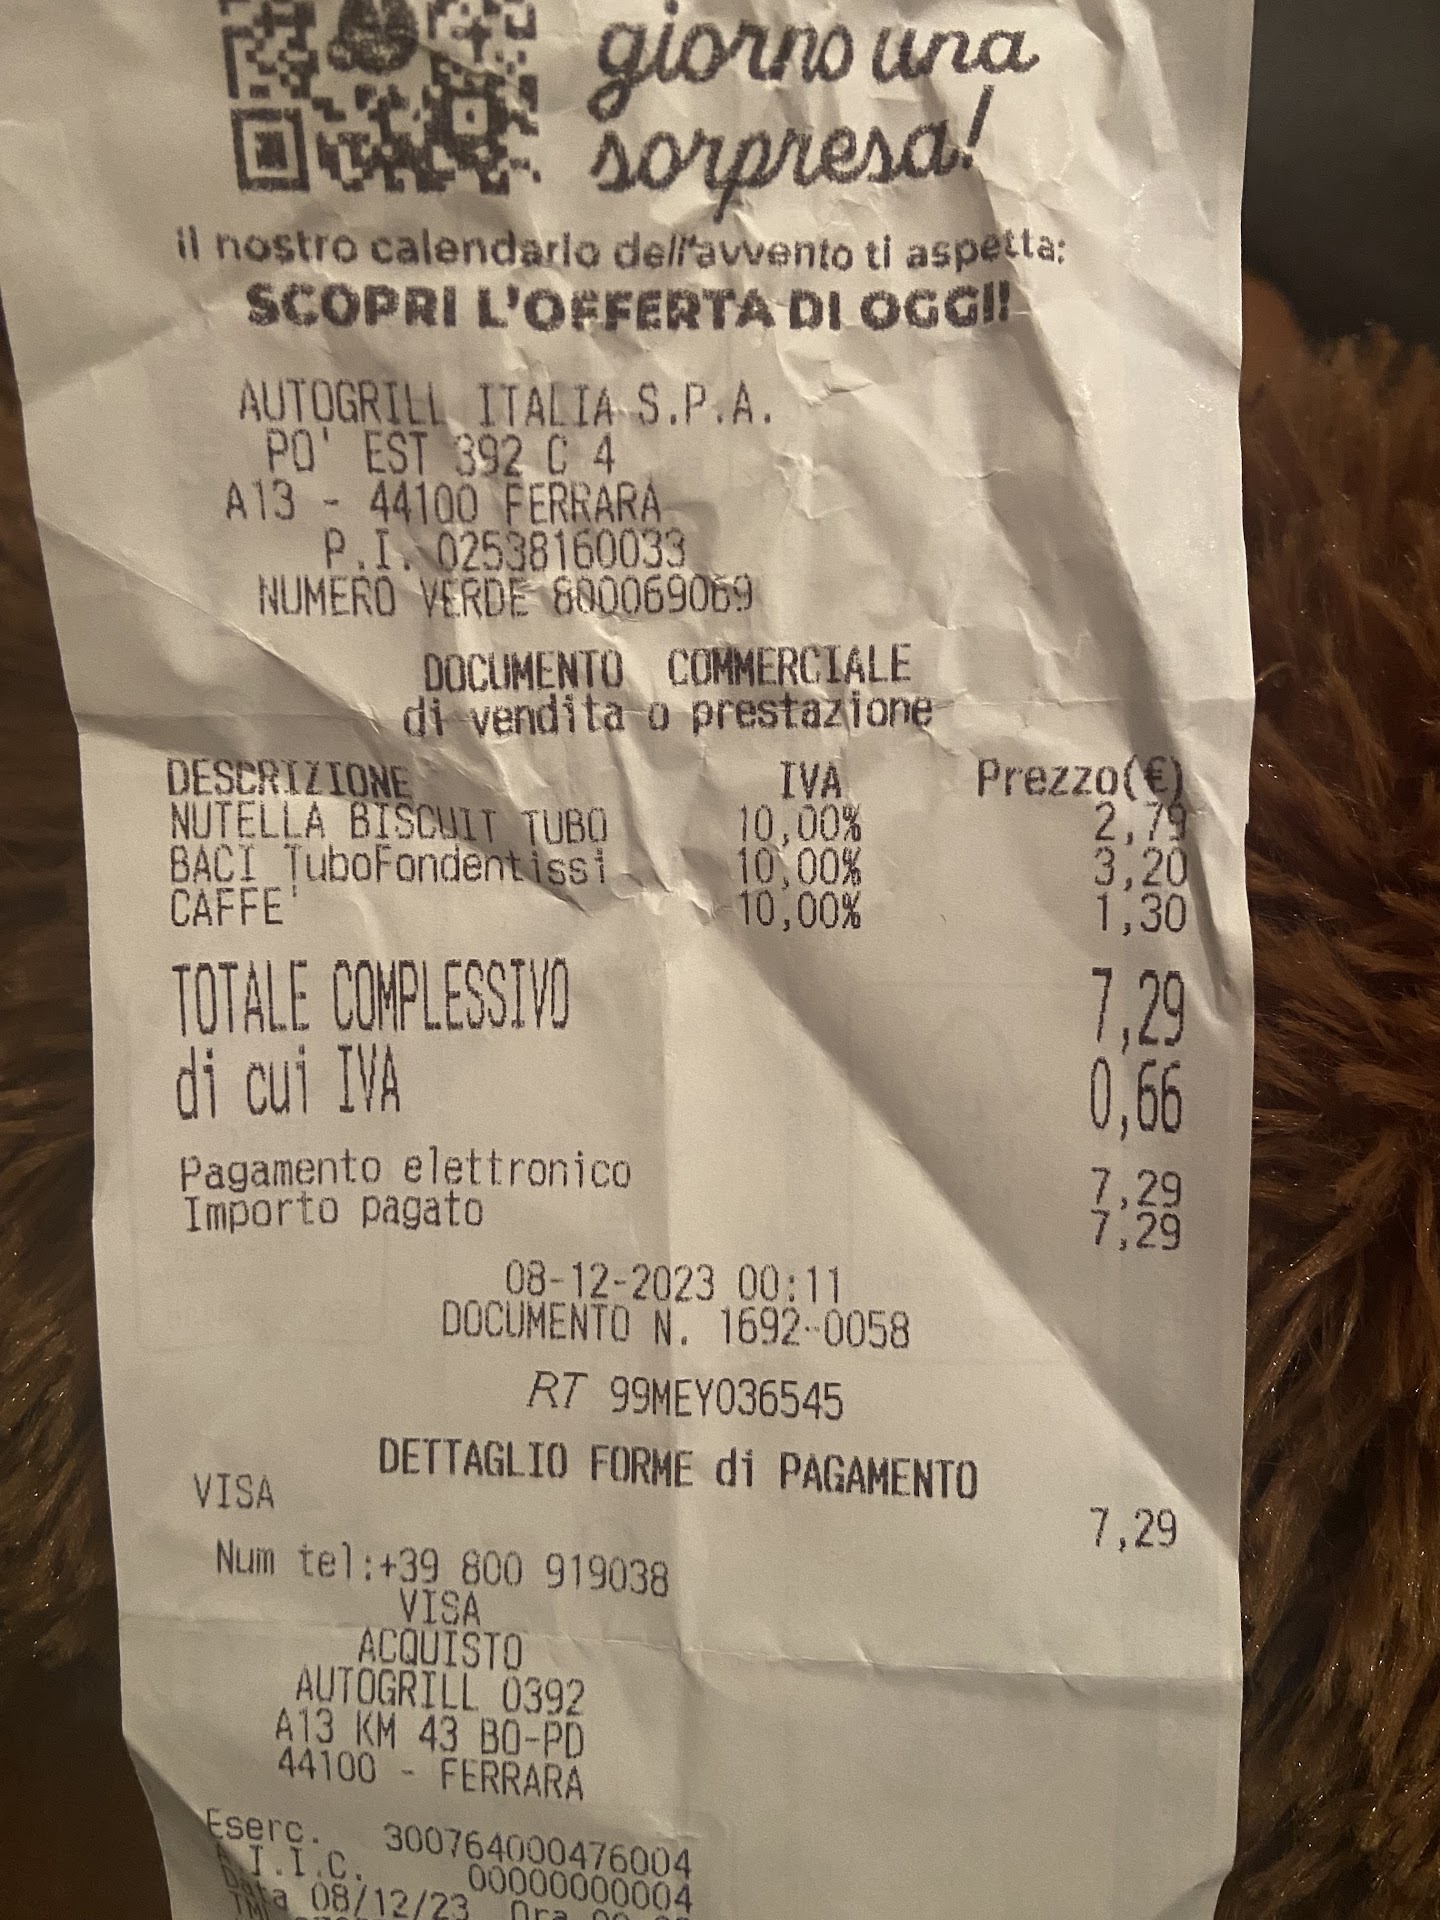 giorno una
sorpresa!
il nostro calendario dell'avvento ti aspetta:
SCOPRI L'OFFERTA DI OGGI!
AUTOGRILL ITALIA S.P.A.
PO' EST 392 C 4
A13 - 44100 FERRARA
P.I. 02538160033
NUMERO VERDE 800069069
DOCUMENTO COMMERCIALE
di vendita o prestazione
DESCRIZIONE IVA Prezzo(€)
NUTELLA BISCUIT TUBO 10,00% 2,79
BACI TuboFondentissi 10,00% 3,20
CAFFE' 10,00% 1,30
TOTALE COMPLESSIVO 7,29
di cui IVA 0,66
Pagamento elettronico 7,29
Importo pagato 7,29
08-12-2023 00:11
DOCUMENTO N. 1692-0058
RT 99MEY036545
DETTAGLIO FORME di PAGAMENTO
VISA 7,29
Num tel:+39 800 919038
VISA
ACQUISTO
AUTOGRILL 0392
A13 KM 43 BO-PD
44100 - FERRARA
Eserc. 300764000476004
A.I.I.C. 00000000004
Data 08/12/23 Ora